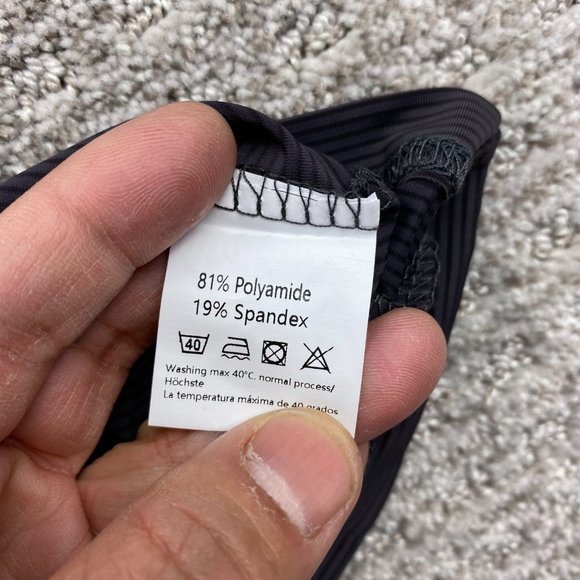 81% Polyamide
19% Spandex
40
Washing max 40°C. normal process/
Höchste
La temperatura máxima de 40 grados